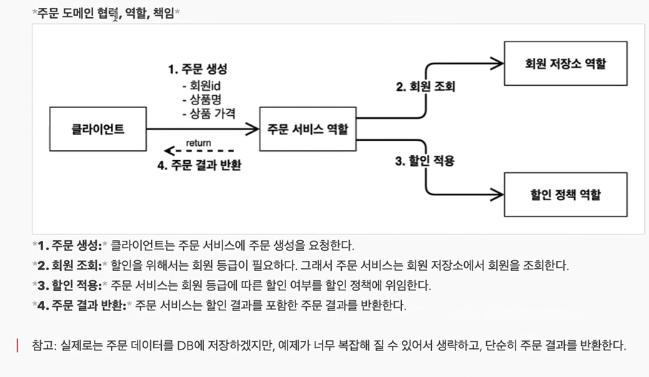 *주문 도메인 협력, 역할, 책임*
1. 주문 생성
- 회원id
- 상품명
- 상품 가격
클라이언트
주문 서비스 역할
return
4. 주문 결과 반환
2. 회원 조회
회원 저장소 역할
3. 할인 적용
할인 정책 역할
*1. 주문 생성:* 클라이언트는 주문 서비스에 주문 생성을 요청한다.
*2. 회원 조회:* 할인을 위해서는 회원 등급이 필요하다. 그래서 주문 서비스는 회원 저장소에서 회원을 조회한다.
*3. 할인 적용:* 주문 서비스는 회원 등급에 따른 할인 여부를 할인 정책에 위임한다.
*4. 주문 결과 반환:* 주문 서비스는 할인 결과를 포함한 주문 결과를 반환한다.
참고: 실제로는 주문 데이터를 DB에 저장하겠지만, 예제가 너무 복잡해 질 수 있어서 생략하고, 단순히 주문 결과를 반환한다.